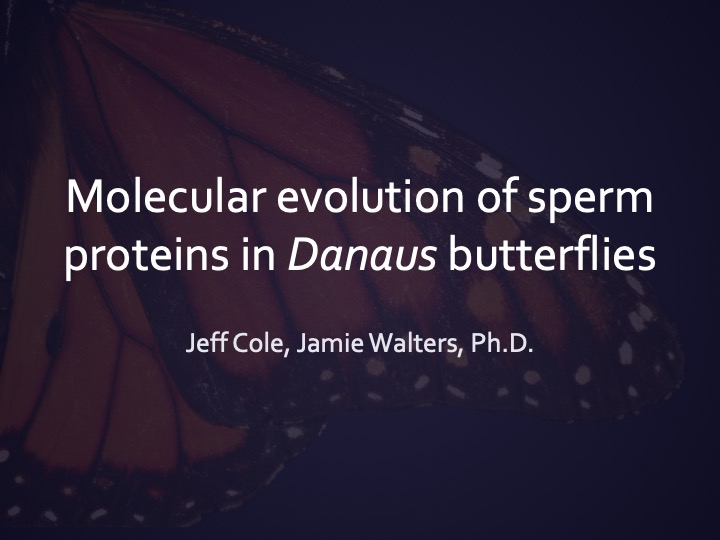 Molecular evolution of sperm
proteins in Danaus butterflies
Jeff Cole, Jamie Walters, Ph.D.